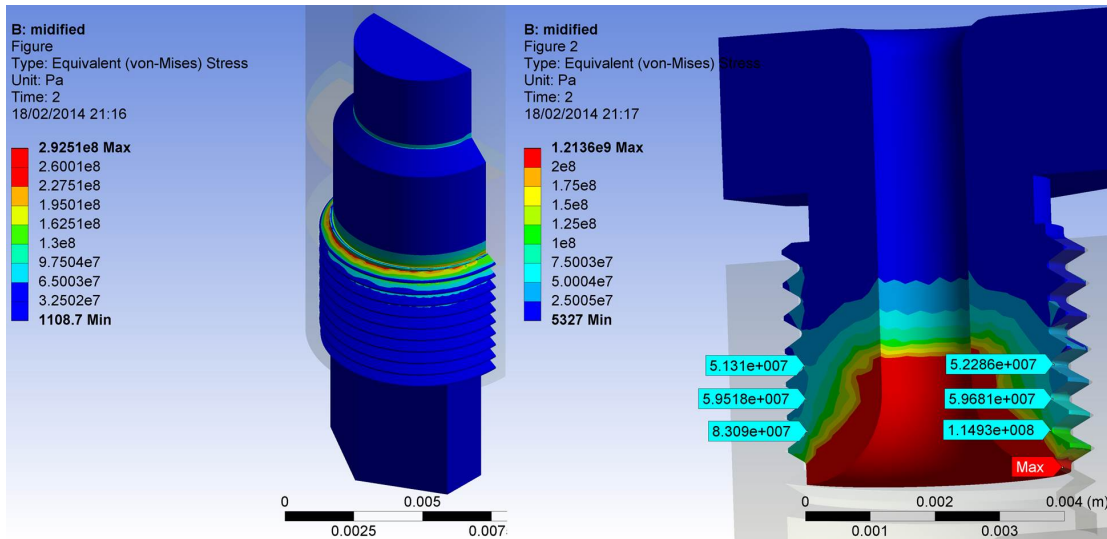 B: midified
Figure
Type: Equivalent (von-Mises) Stress
Unit: Pa
Time: 2
18/02/2014 21:16
2.9251e8 Max
2.6001e8
2.2751e8
1.9501e8
1.6251e8
1.3e8
9.7504e7
6.5003e7
3.2502e7
1108.7 Min
0
0.005
0.0025
0.007
B: midified
Figure 2
Type: Equivalent (von-Mises) Stress
Unit: Pa
Time: 2
18/02/2014 21:17
1.2136e9 Max
2e8
1.75e8
1.5e8
1.25e8
1e8
7.5003e7
5.0004e7
2.5005e7
5327 Min
5.131e+007
5.2286e+007
5.9518e+007
5.9681e+007
8.309e+007
1.1493e+008
Max
0
0.002
0.004 (m)
0.001
0.003